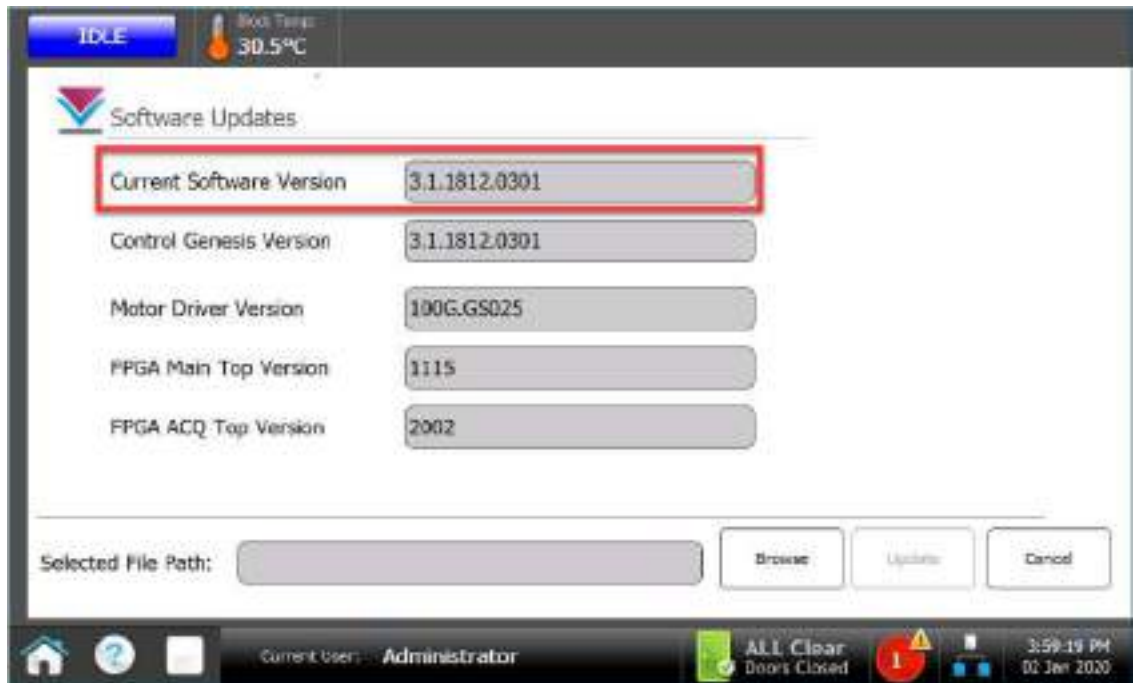 IDLE
Block Temp:
30.5°C
Software Updates
Current Software Version 3.1.1812.0301
Control Genesis Version 3.1.1812.0301
Motor Driver Version 100G.GS025
FPGA Main Top Version 1115
FPGA ACQ Top Version 2002
Selected File Path: Browse Update Cancel
? Current User: Administrator ALL Clear
Doors Closed
1
3:59:19 PM
02 Jan 2020